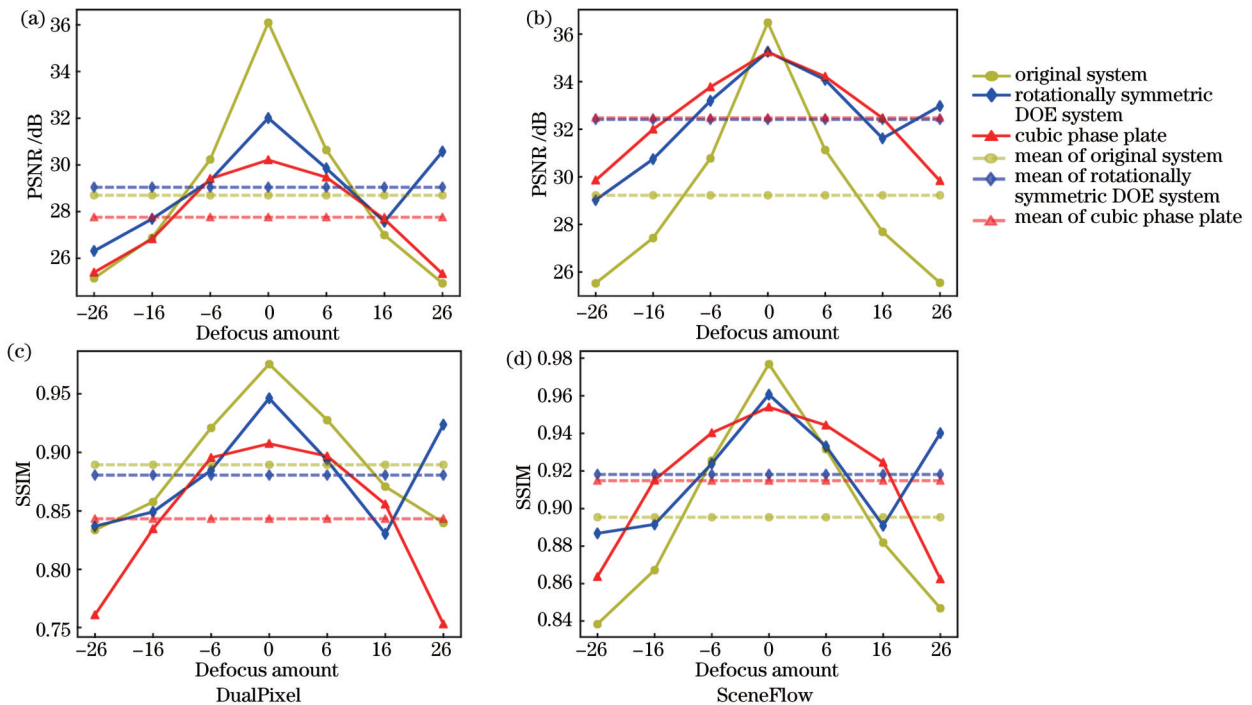 (a)
36
34
32
30
28
26
PSNR /dB
−26 −16 −6 0 6 16 26
Defocus amount
(b)
36
34
32
30
28
26
PSNR /dB
−26 −16 −6 0 6 16 26
Defocus amount
original system
rotationally symmetric
DOE system
cubic phase plate
mean of original system
mean of rotationally
symmetric DOE system
mean of cubic phase plate
(c)
0.95
0.90
0.85
0.80
0.75
SSIM
−26 −16 −6 0 6 16 26
Defocus amount
DualPixel
(d)
0.98
0.96
0.94
0.92
0.90
0.88
0.86
0.84
SSIM
−26 −16 −6 0 6 16 26
Defocus amount
SceneFlow